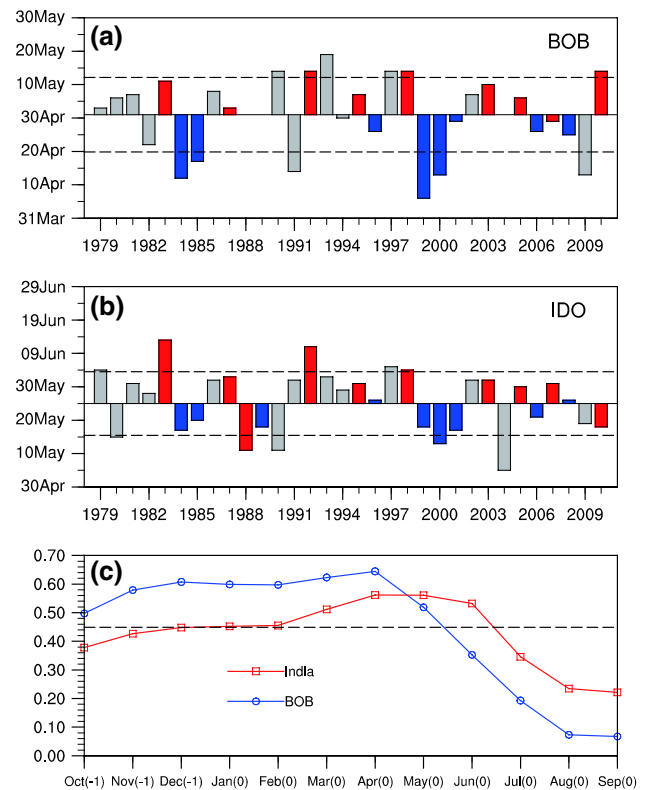 (a)
BOB
30May
20May
10May
30Apr
20Apr
10Apr
31Mar
1979 1982 1985 1988 1991 1994 1997 2000 2003 2006 2009
(b)
IDO
29Jun
19Jun
09Jun
30May
20May
10May
30Apr
1979 1982 1985 1988 1991 1994 1997 2000 2003 2006 2009
(c)
0.70
0.60
0.50
0.40
0.30
0.20
0.10
0.00
India
BOB
Oct(-1) Nov(-1) Dec(-1) Jan(0) Feb(0) Mar(0) Apr(0) May(0) Jun(0) Jul(0) Aug(0) Sep(0)